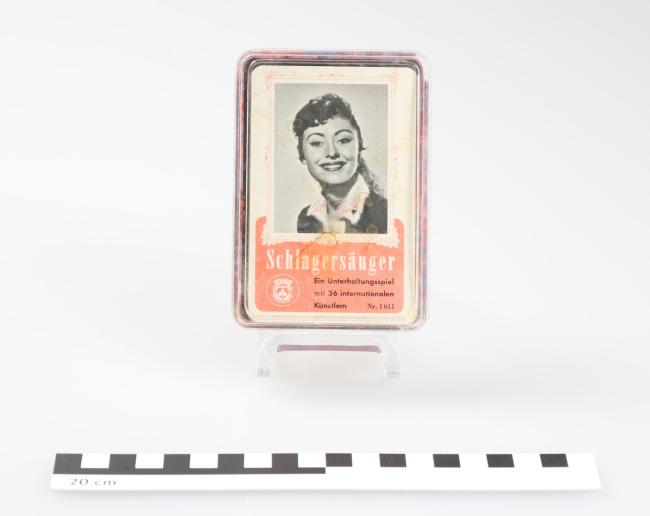 Schlagersänger
Ein Unterhaltungsspiel
mit 36 internationalen
Künstlern Nr. 1011
20 cm